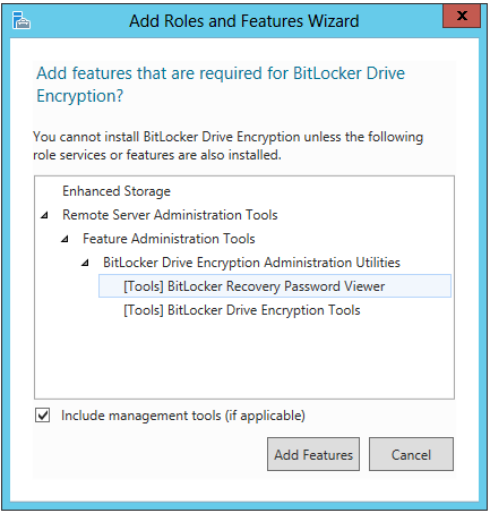 Add Roles and Features Wizard
x
Add features that are required for BitLocker Drive
Encryption?
You cannot install BitLocker Drive Encryption unless the following
role services or features are also installed.
Enhanced Storage
Remote Server Administration Tools
Feature Administration Tools
BitLocker Drive Encryption Administration Utilities
[Tools] BitLocker Recovery Password Viewer
[Tools] BitLocker Drive Encryption Tools
Include management tools (if applicable)
Add Features Cancel